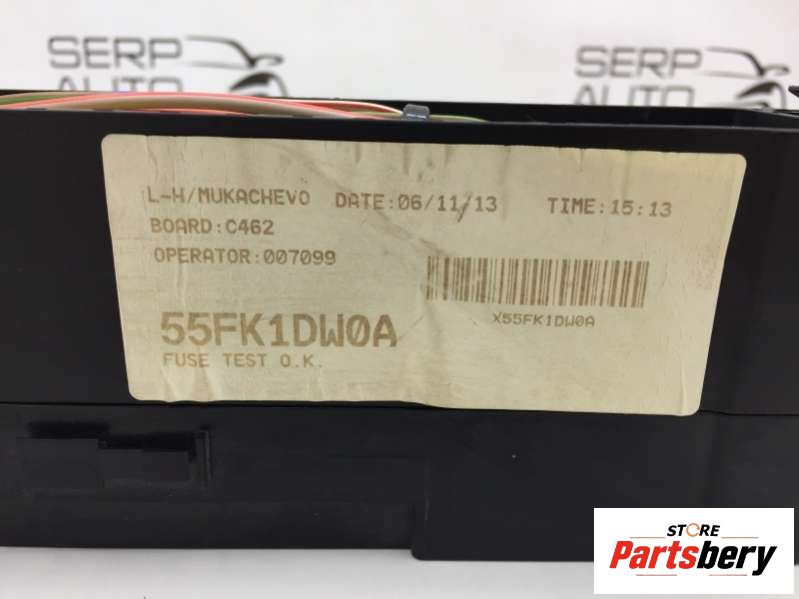 SERP
AUTO
SERP
AUTO
L-H/MUKACHEVO DATE:06/11/13 TIME:15:13
BOARD:C462
OPERATOR:007099
X55FK1DW0A
55FK1DW0A
FUSE TEST O.K.
STORE
Partsbery